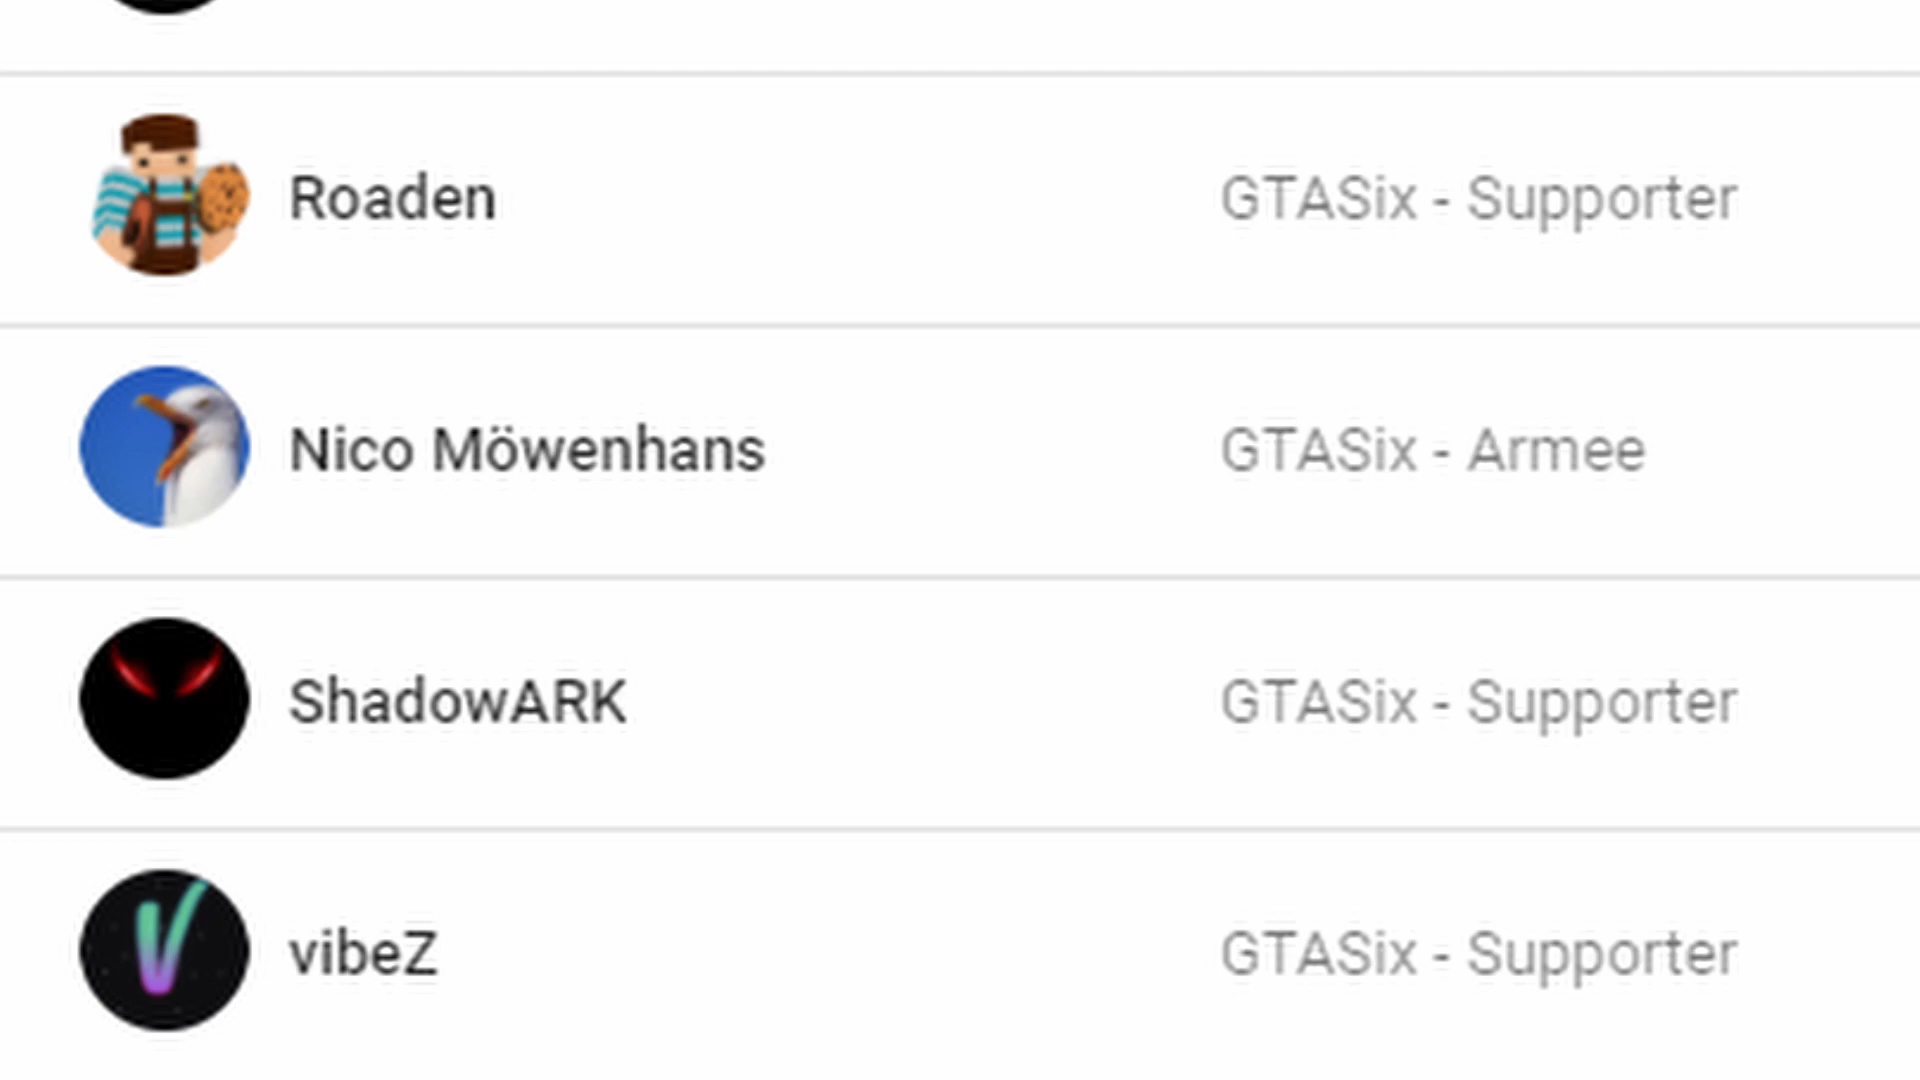 Roaden GTASix - Supporter
Nico Möwenhans GTASix - Armee
ShadowARK GTASix - Supporter
vibeZ GTASix - Supporter